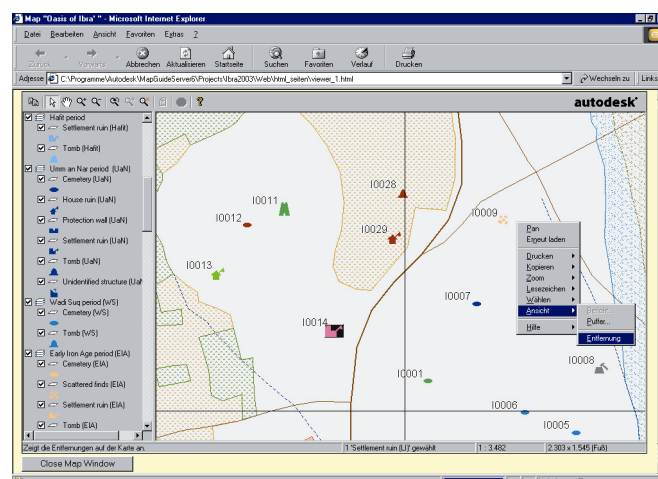 Map "Oasis of Ibra' " - Microsoft Internet Explorer
Datei Bearbeiten Ansicht Favoriten Extras ?
Zurück Vorwärts Abbrechen Aktualisieren Startseite Suchen Favoriten Verlauf Drucken
Adresse C:\Programme\Autodesk\MapGuideServer6\Projects\Ibra2003\Web\html_seiten\viewer_1.html Wechseln zu Links
autodesk
Hafit period
Settlement ruin (Hafit)
Tomb (Hafit)
Umm an Nar period (UaN)
Cemetery (UaN)
House ruin (UaN)
Protection wall (UaN)
Settlement ruin (UaN)
Tomb (UaN)
Unidentified structure (UaN
Wadi Suq period (WS)
Cemetery (WS)
Tomb (WS)
Early Iron Age period (EIA)
Cemetery (EIA)
Scattered finds (EIA)
Settlement ruin (EIA)
Tomb (EIA)
I0028
I0011
I0012
I0009
I0029
I0013
I0007
I0014
I0008
I0001
I0006
I0005
Pan
Erneut laden
Drucken
Kopieren
Zoom
Lesezeichen
Wählen
Ansicht
Hilfe
Bericht...
Puffer...
Entfernung
Zeigt die Entfernungen auf der Karte an. 1 'Settlement ruin (LI)' gewählt 1 : 3.482 2.303 x 1.545 (Fuß)
Close Map Window